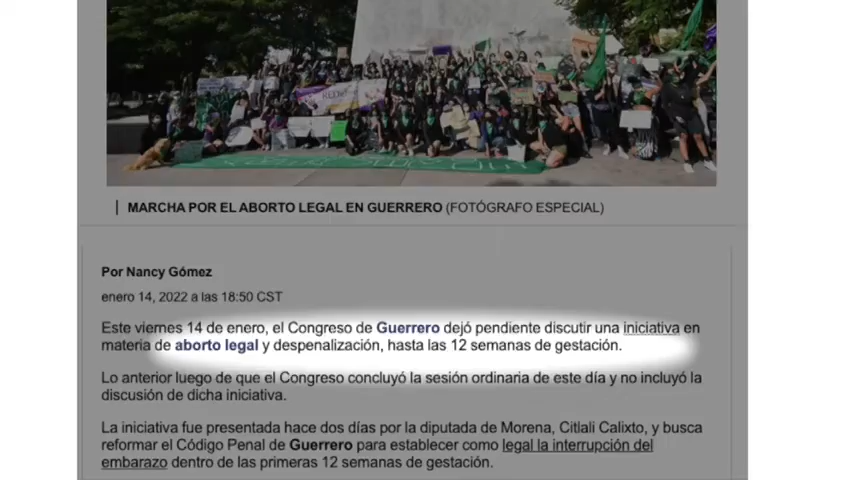 MARCHA POR EL ABORTO LEGAL EN GUERRERO (FOTÓGRAFO ESPECIAL)
Por Nancy Gómez
enero 14, 2022 a las 18:50 CST
Este viernes 14 de enero, el Congreso de Guerrero dejó pendiente discutir una iniciativa en
materia de aborto legal y despenalización, hasta las 12 semanas de gestación.
Lo anterior luego de que el Congreso concluyó la sesión ordinaria de este día y no incluyó la
discusión de dicha iniciativa.
La iniciativa fue presentada hace dos días por la diputada de Morena, Citlali Calixto, y busca
reformar el Código Penal de Guerrero para establecer como legal la interrupción del
embarazo dentro de las primeras 12 semanas de gestación.